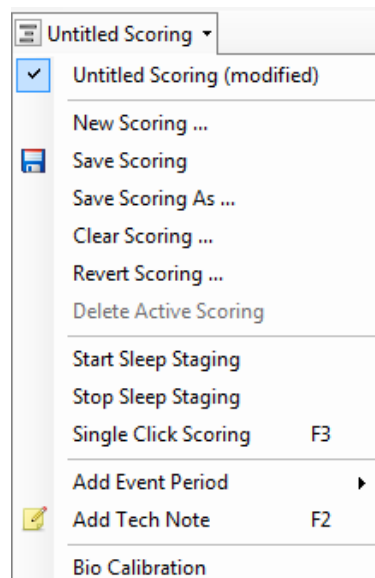 Untitled Scoring
Untitled Scoring (modified)
New Scoring ...
Save Scoring
Save Scoring As ...
Clear Scoring ...
Revert Scoring ...
Delete Active Scoring
Start Sleep Staging
Stop Sleep Staging
Single Click Scoring F3
Add Event Period
Add Tech Note F2
Bio Calibration